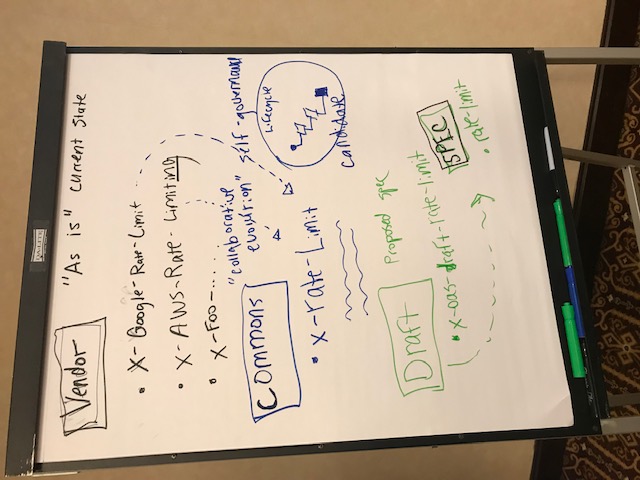 Vendor
"As is" current state
• X-Google-Rate-Limit
• X-AWS-Rate-Limiting
• X-Foo-....
Commons
"collaborative
evolution"
self-governance
• X-rate-Limit
Lifecycle
candidate
Draft
Proposed spec
• x-oas-draft-rate-limit
SPEC
• rate-limit